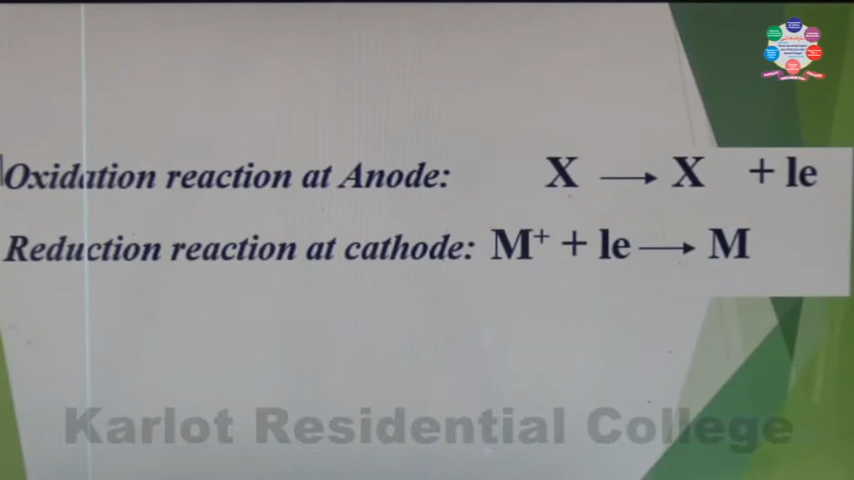 Oxidation reaction at Anode: X → X + le
Reduction reaction at cathode: M⁺ + le → M
Karlot Residential College